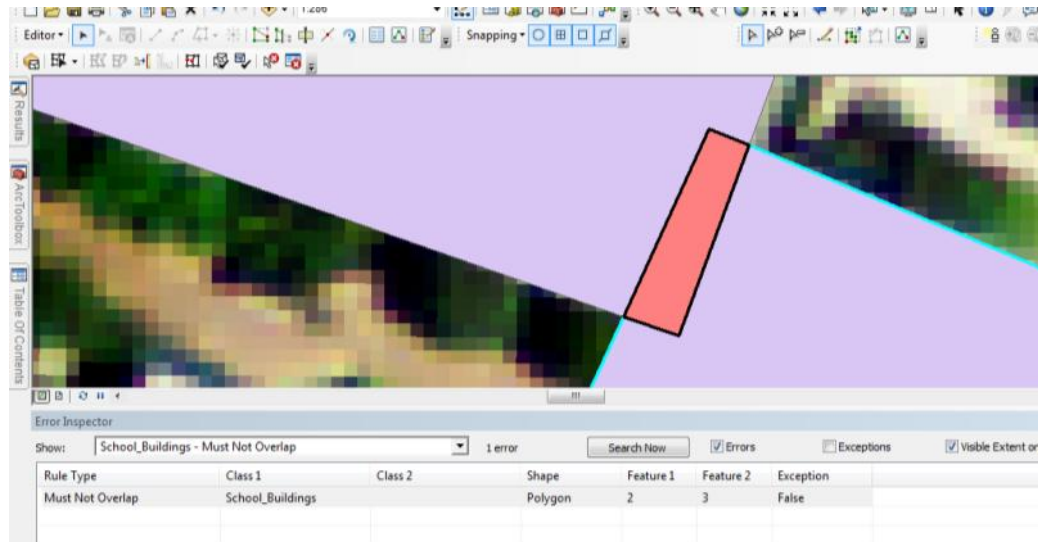 1:286
Editor
Snapping
Results
ArcToolbox
Table Of Contents
Error Inspector
Show: School_Buildings - Must Not Overlap 1 error Search Now Errors Exceptions Visible Extent
Rule Type Class 1 Class 2 Shape Feature 1 Feature 2 Exception
Must Not Overlap School_Buildings Polygon 2 3 False